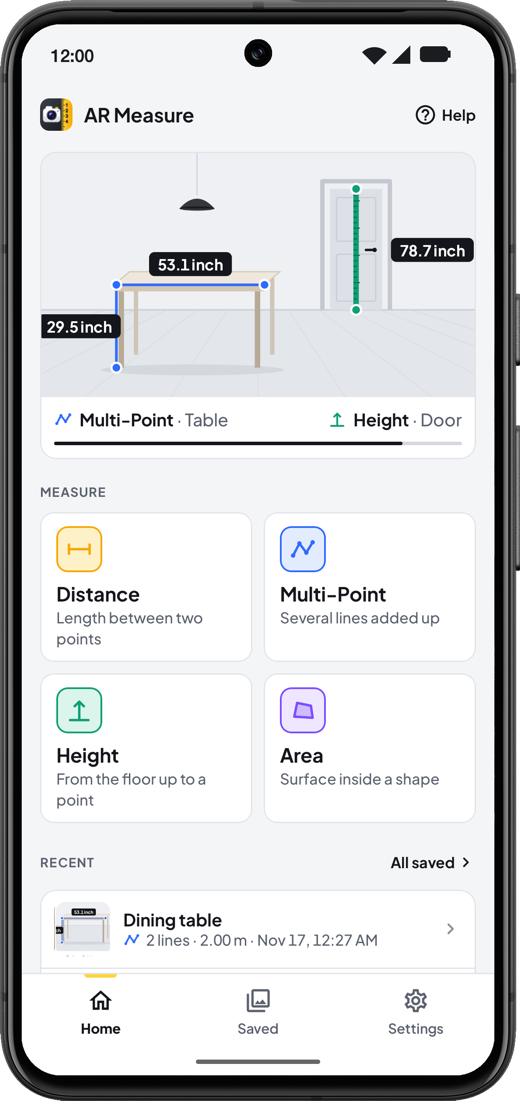 12:00
AR Measure
Help
53.1 inch
78.7 inch
29.5 inch
Multi-Point · Table
Height · Door
MEASURE
Distance
Length between two
points
Multi-Point
Several lines added up
Height
From the floor up to a
point
Area
Surface inside a shape
RECENT
All saved
53.1 inch
Dining table
2 lines · 2.00 m · Nov 17, 12:27 AM
Home
Saved
Settings